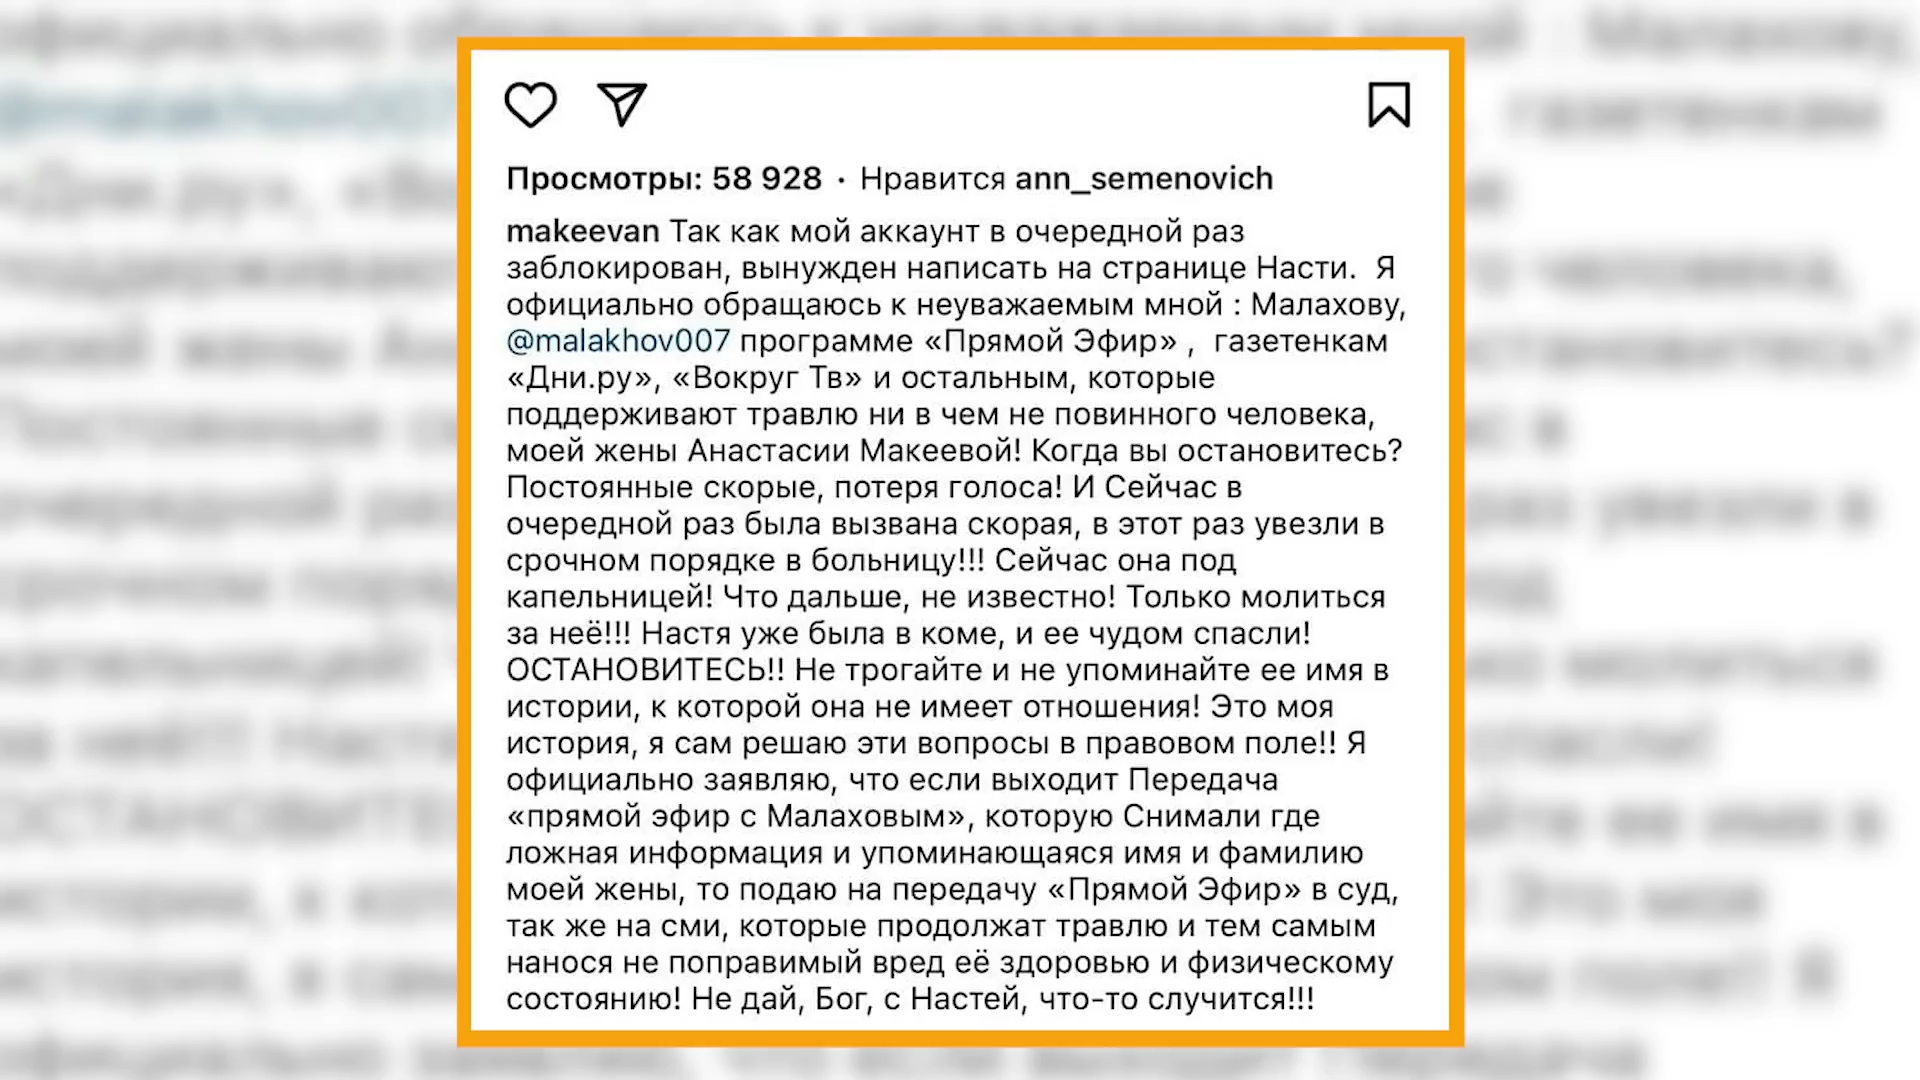 Просмотры: 58 928 · Нравится ann_semenovich
makeevan Так как мой аккаунт в очередной раз
заблокирован, вынужден написать на странице Насти.  Я
официально обращаюсь к неуважаемым мной : Малахову,
@malakhov007 программе «Прямой Эфир» ,  газетенкам
«Дни.ру», «Вокруг Тв» и остальным, которые
поддерживают травлю ни в чем не повинного человека,
моей жены Анастасии Макеевой! Когда вы остановитесь?
Постоянные скорые, потеря голоса! И Сейчас в
очередной раз была вызвана скорая, в этот раз увезли в
срочном порядке в больницу!!! Сейчас она под
капельницей! Что дальше, не известно! Только молиться
за неё!!! Настя уже была в коме, и ее чудом спасли!
ОСТАНОВИТЕСЬ!! Не трогайте и не упоминайте ее имя в
истории, к которой она не имеет отношения! Это моя
история, я сам решаю эти вопросы в правовом поле!! Я
официально заявляю, что если выходит Передача
«прямой эфир с Малаховым», которую Снимали где
ложная информация и упоминающаяся имя и фамилию
моей жены, то подаю на передачу «Прямой Эфир» в суд,
так же на сми, которые продолжат травлю и тем самым
нанося не поправимый вред её здоровью и физическому
состоянию! Не дай, Бог, с Настей, что-то случится!!!